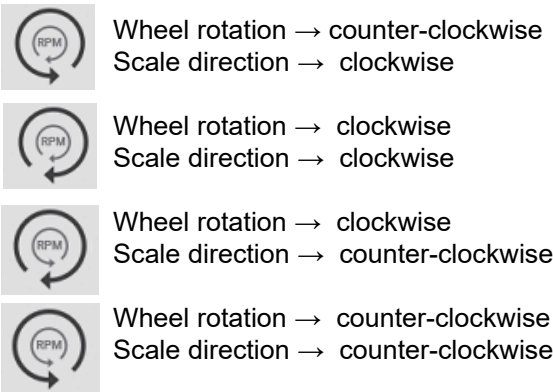 RPM
Wheel rotation → counter-clockwise
Scale direction → clockwise
RPM
Wheel rotation → clockwise
Scale direction → clockwise
RPM
Wheel rotation → clockwise
Scale direction → counter-clockwise
RPM
Wheel rotation → counter-clockwise
Scale direction → counter-clockwise